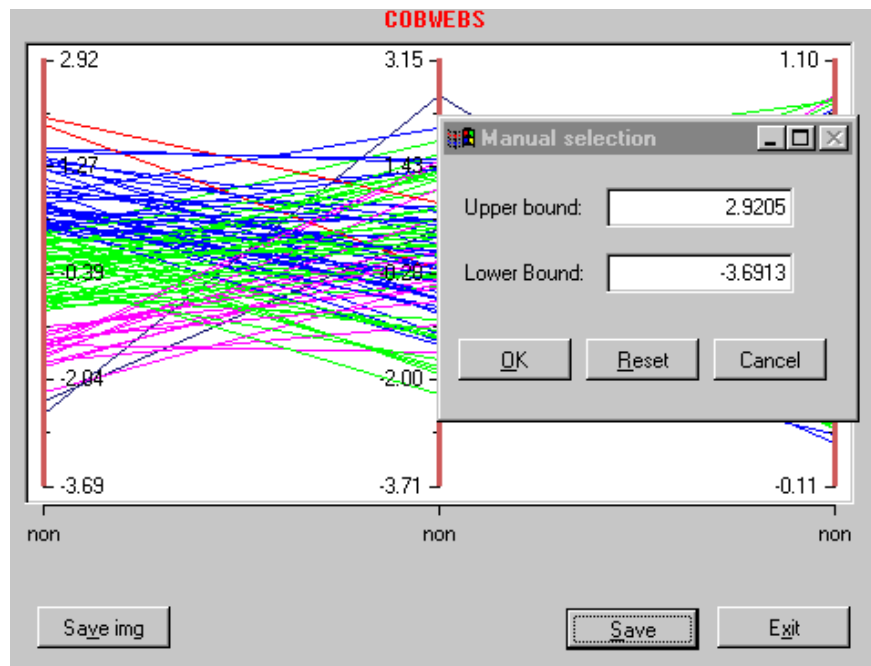 COBWEBS
2.92 3.15 1.10
Manual selection
1.27 1.43
Upper bound: 2.9205
-0.39 -0.28 Lower Bound: -3.6913
OK Reset Cancel
-2.04 -2.00
-3.69 -3.71 -0.11
non non non
Save img Save Exit